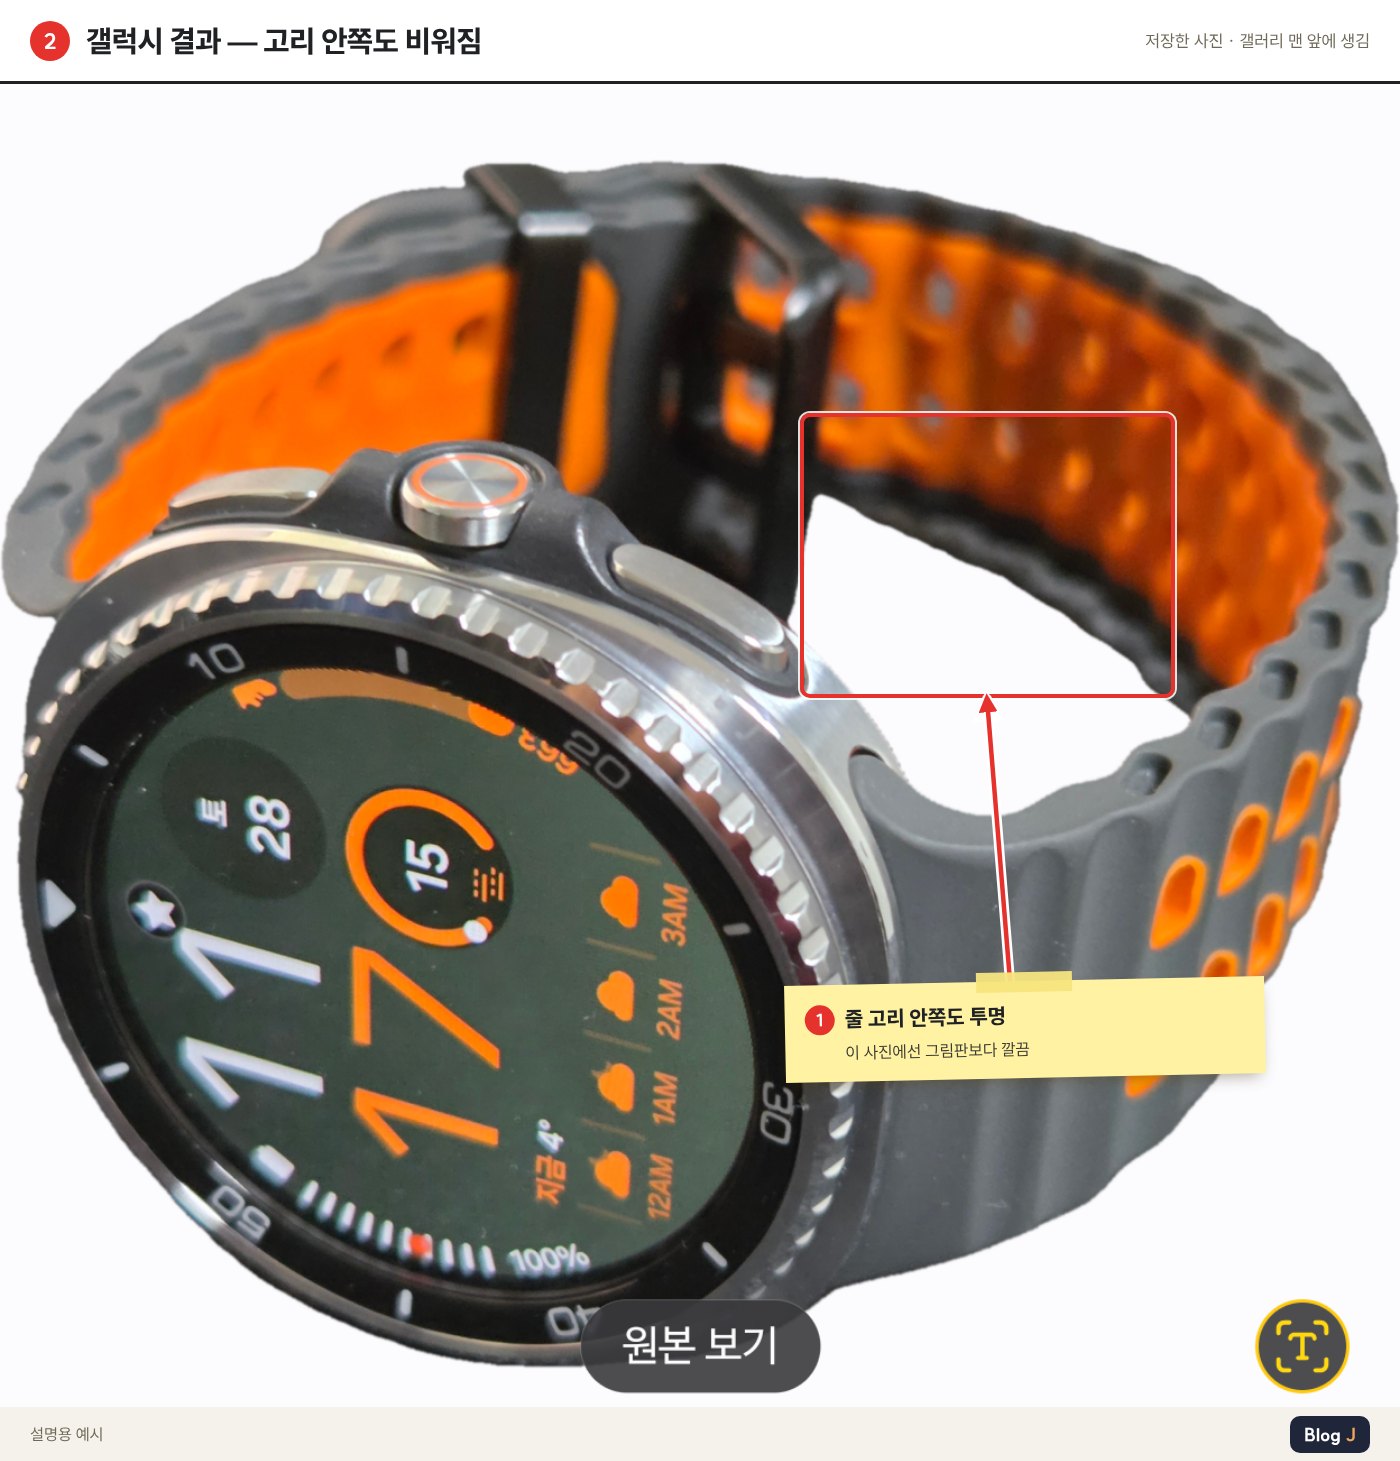 2 갤럭시 결과 — 고리 안쪽도 비워짐
저장한 사진 · 갤러리 맨 앞에 생김
10
20
663
토
28
15
11
17
3AM
2AM
1AM
12AM
지금 4°
100%
30
40
50
1 줄 고리 안쪽도 투명
이 사진에선 그림판보다 깔끔
원본 보기
T
설명용 예시
Blog J